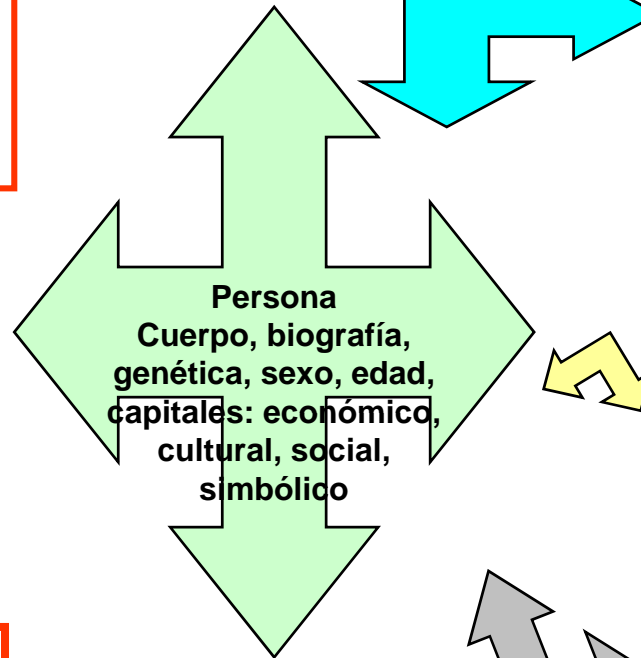 Persona
Cuerpo, biografía,
genética, sexo, edad,
capitales: económico,
cultural, social,
simbólico